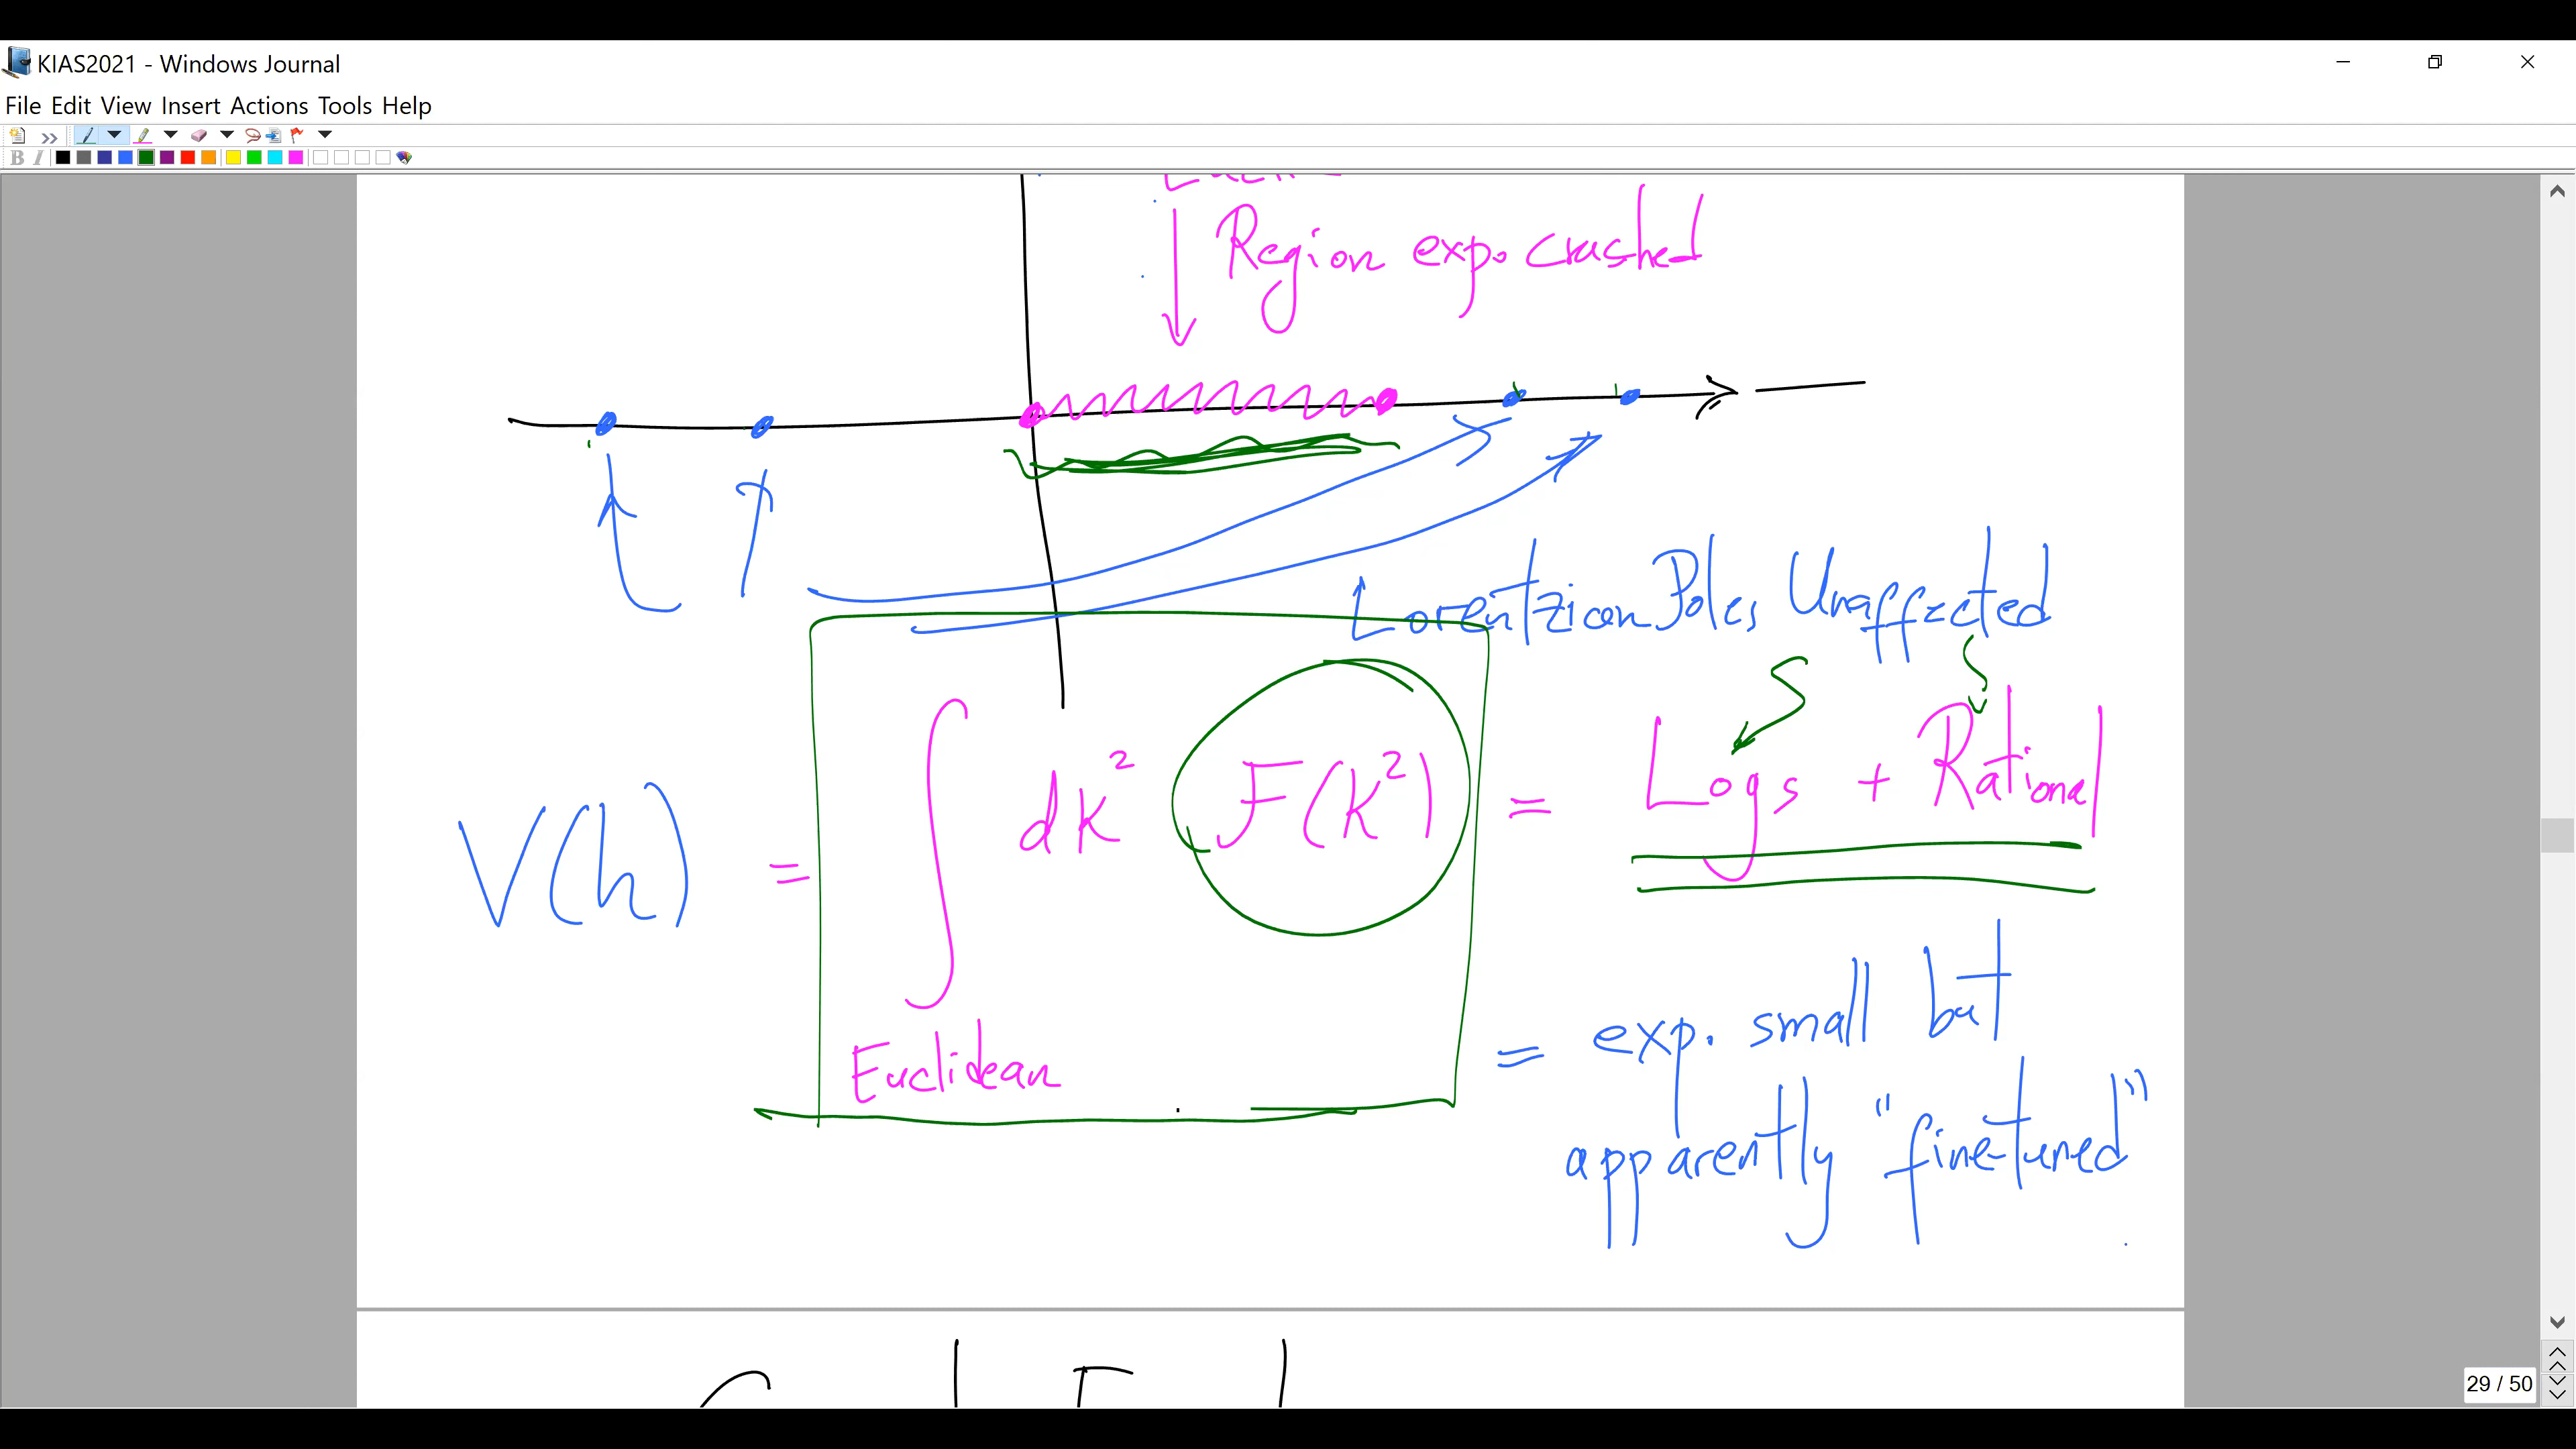 KIAS2021 - Windows Journal
File Edit View Insert Actions Tools Help
B I
Region exp. crushed
Lorentzian Poles Unaffected
V(h) = ∫ dk² F(k²) = Logs + Rational
Euclidean
= exp. small but
apparently "fine-tuned"
29 / 50